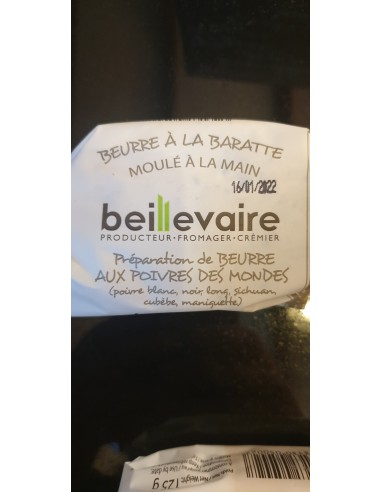 BEURRE À LA BARATTE
MOULÉ À LA MAIN
16/01/2022
beillevaire
PRODUCTEUR•FROMAGER•CRÉMIER
Préparation de BEURRE
AUX POIVRES DES MONDES
(poivre blanc, noir, long, sichuan,
cubèbe, maniguette)
125 g